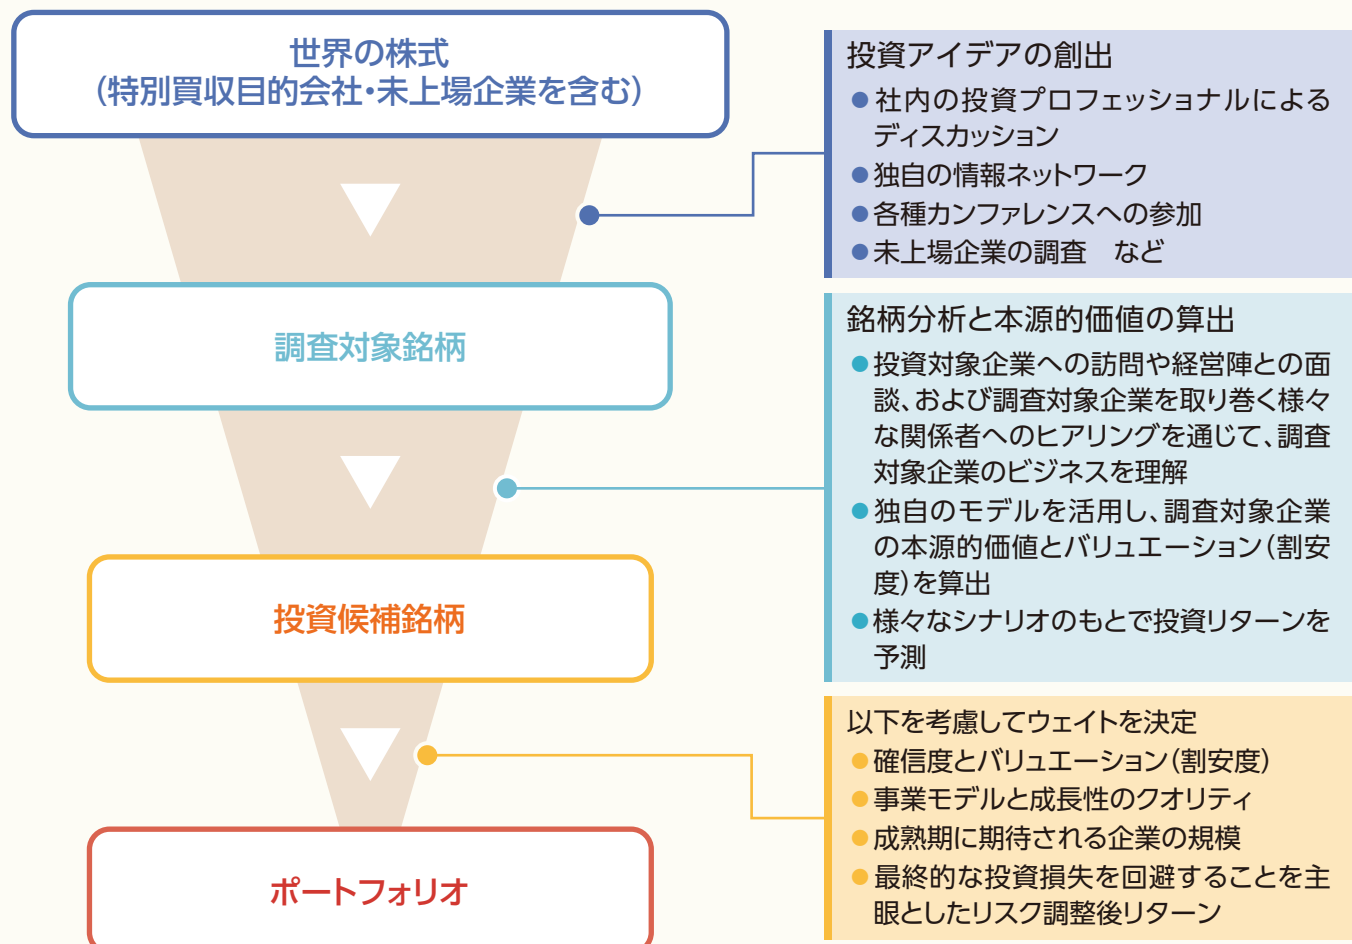 世界の株式
(特別買収目的会社・未上場企業を含む)
投資アイデアの創出
●社内の投資プロフェッショナルによる
ディスカッション
●独自の情報ネットワーク
●各種カンファレンスへの参加
●未上場企業の調査　など
調査対象銘柄
銘柄分析と本源的価値の算出
●投資対象企業への訪問や経営陣との面
談、および調査対象企業を取り巻く様々
な関係者へのヒアリングを通じて、調査
対象企業のビジネスを理解
●独自のモデルを活用し、調査対象企業
の本源的価値とバリュエーション(割安
度)を算出
●様々なシナリオのもとで投資リターンを
予測
投資候補銘柄
以下を考慮してウェイトを決定
●確信度とバリュエーション(割安度)
●事業モデルと成長性のクオリティ
●成熟期に期待される企業の規模
●最終的な投資損失を回避することを主
眼としたリスク調整後リターン
ポートフォリオ